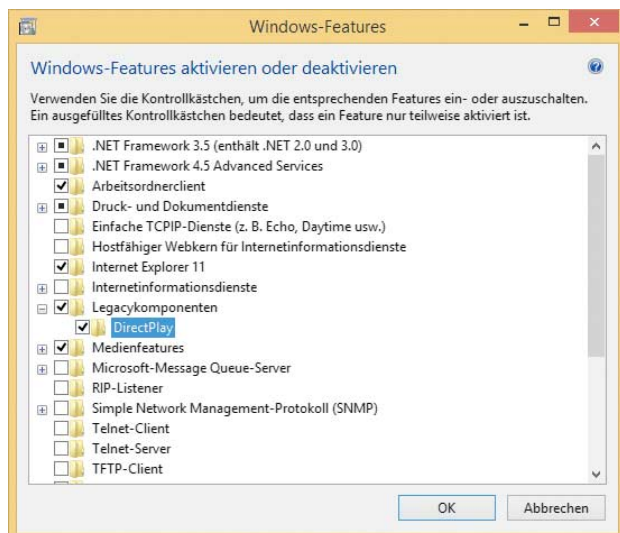 Windows-Features
Windows-Features aktivieren oder deaktivieren
Verwenden Sie die Kontrollkästchen, um die entsprechenden Features ein- oder auszuschalten.
Ein ausgefülltes Kontrollkästchen bedeutet, dass ein Feature nur teilweise aktiviert ist.
.NET Framework 3.5 (enthält .NET 2.0 und 3.0)
.NET Framework 4.5 Advanced Services
Arbeitsordnerclient
Druck- und Dokumentdienste
Einfache TCPIP-Dienste (z. B. Echo, Daytime usw.)
Hostfähiger Webkern für Internetinformationsdienste
Internet Explorer 11
Internetinformationsdienste
Legacykomponenten
DirectPlay
Medienfeatures
Microsoft-Message Queue-Server
RIP-Listener
Simple Network Management-Protokoll (SNMP)
Telnet-Client
Telnet-Server
TFTP-Client
OK
Abbrechen